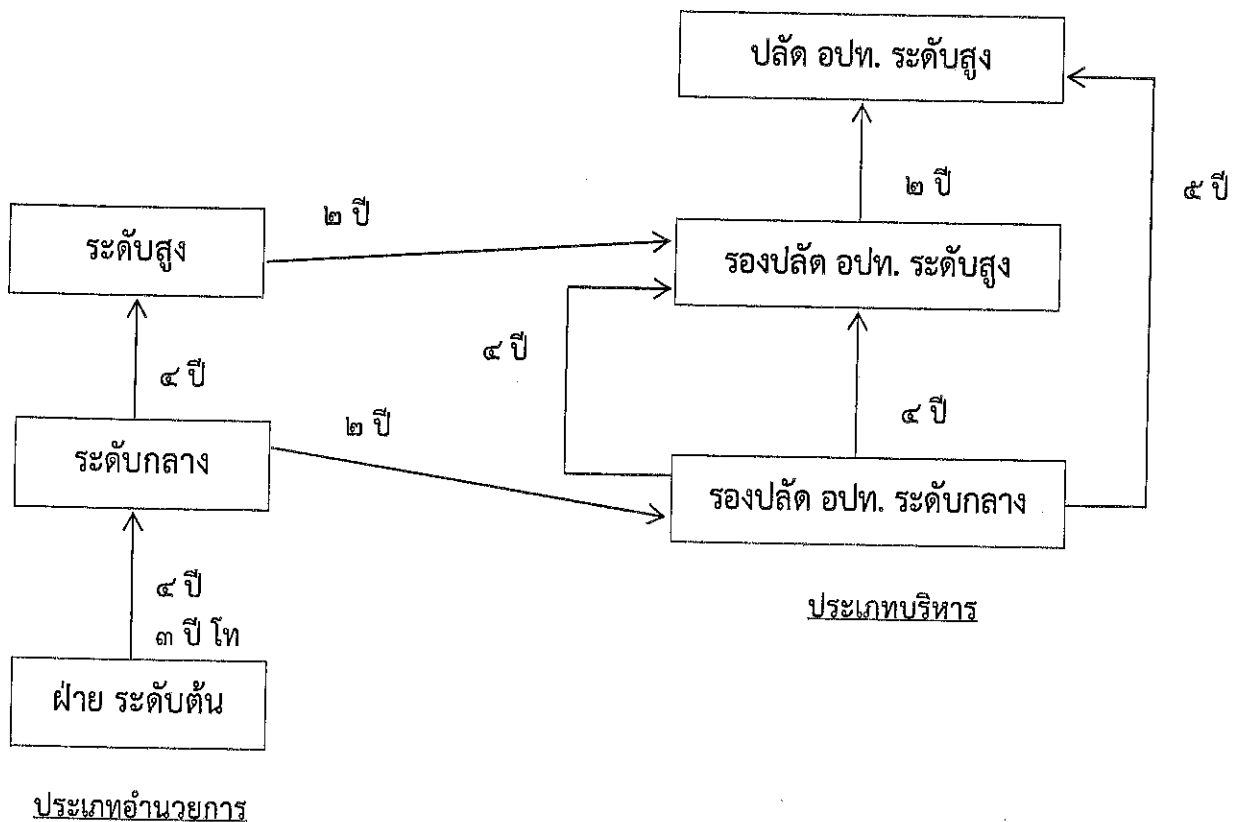 ปลัด อปท. ระดับสูง
๒ ปี
๕ ปี
๒ ปี
ระดับสูง
รองปลัด อปท. ระดับสูง
๔ ปี
๔ ปี
๒ ปี
๔ ปี
ระดับกลาง
รองปลัด อปท. ระดับกลาง
๔ ปี
๓ ปี โท
ประเภทบริหาร
ฝ่าย ระดับต้น
ประเภทอำนวยการ